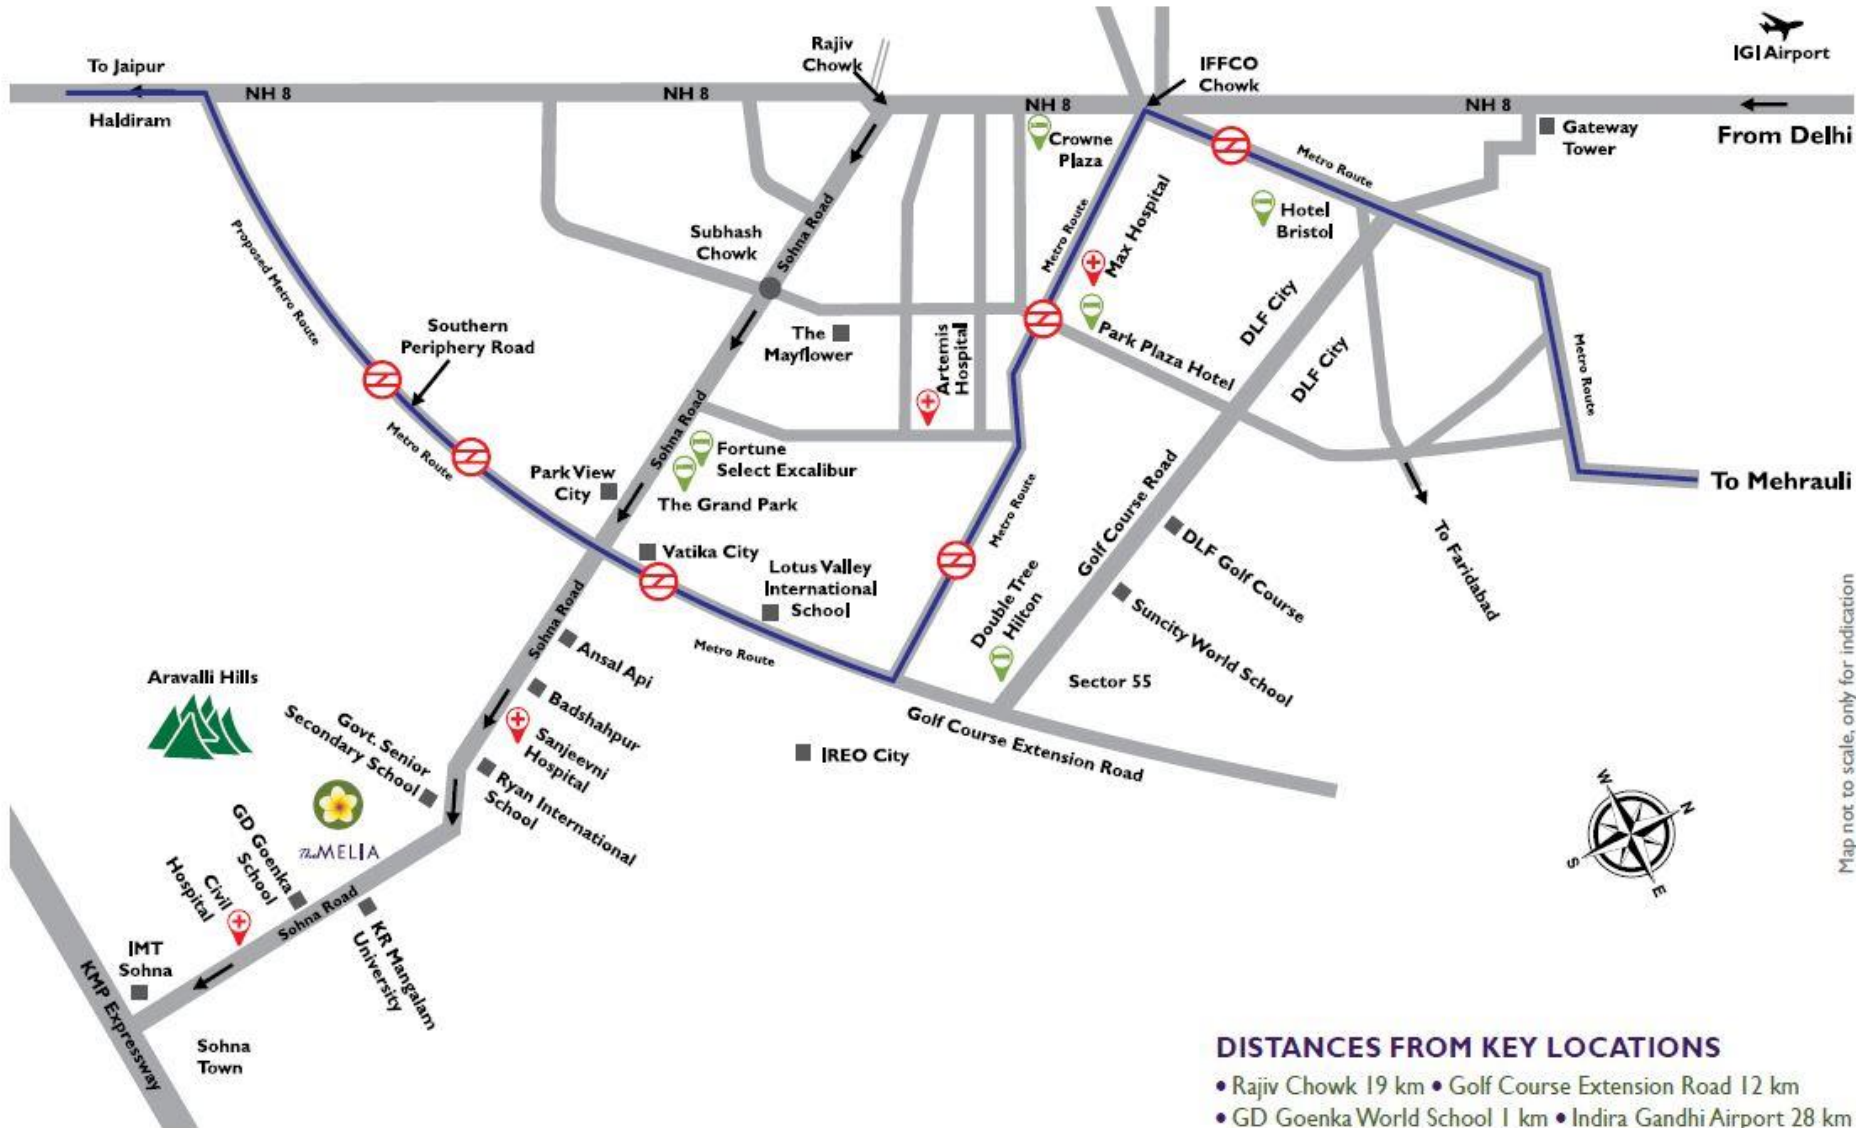 To Jaipur
Haldiram
NH 8
NH 8
Rajiv
Chowk
NH 8
IFFCO
Chowk
NH 8
IGI Airport
From Delhi
Gateway
Tower
Crowne
Plaza
Metro Route
Metro Route
Max Hospital
Hotel
Bristol
Proposed Metro Route
Subhash
Chowk
Sohna Road
Southern
Periphery Road
The
Mayflower
Artemis
Hospital
Park Plaza Hotel
DLF City
DLF City
Metro Route
To Mehrauli
To Faridabad
Metro Route
Sohna Road
Fortune
Select Excalibur
The Grand Park
Park View
City
Vatika City
Lotus Valley
International
School
Metro Route
Metro Route
Golf Course Road
DLF Golf Course
Suncity World School
Double Tree
Hilton
Sector 55
Golf Course Extension Road
IREO City
Sohna Road
Ansal Api
Badshahpur
Sanjeevni
Hospital
Ryan International
School
Aravalli Hills
Govt. Senior
Secondary School
The MELIA
GD Goenka
School
Civil
Hospital
Sohna Road
KR Mangalam
University
IMT
Sohna
KMP Expressway
Sohna
Town
W
N
S
E
Map not to scale, only for indication
DISTANCES FROM KEY LOCATIONS
• Rajiv Chowk 19 km • Golf Course Extension Road 12 km
• GD Goenka World School 1 km • Indira Gandhi Airport 28 km